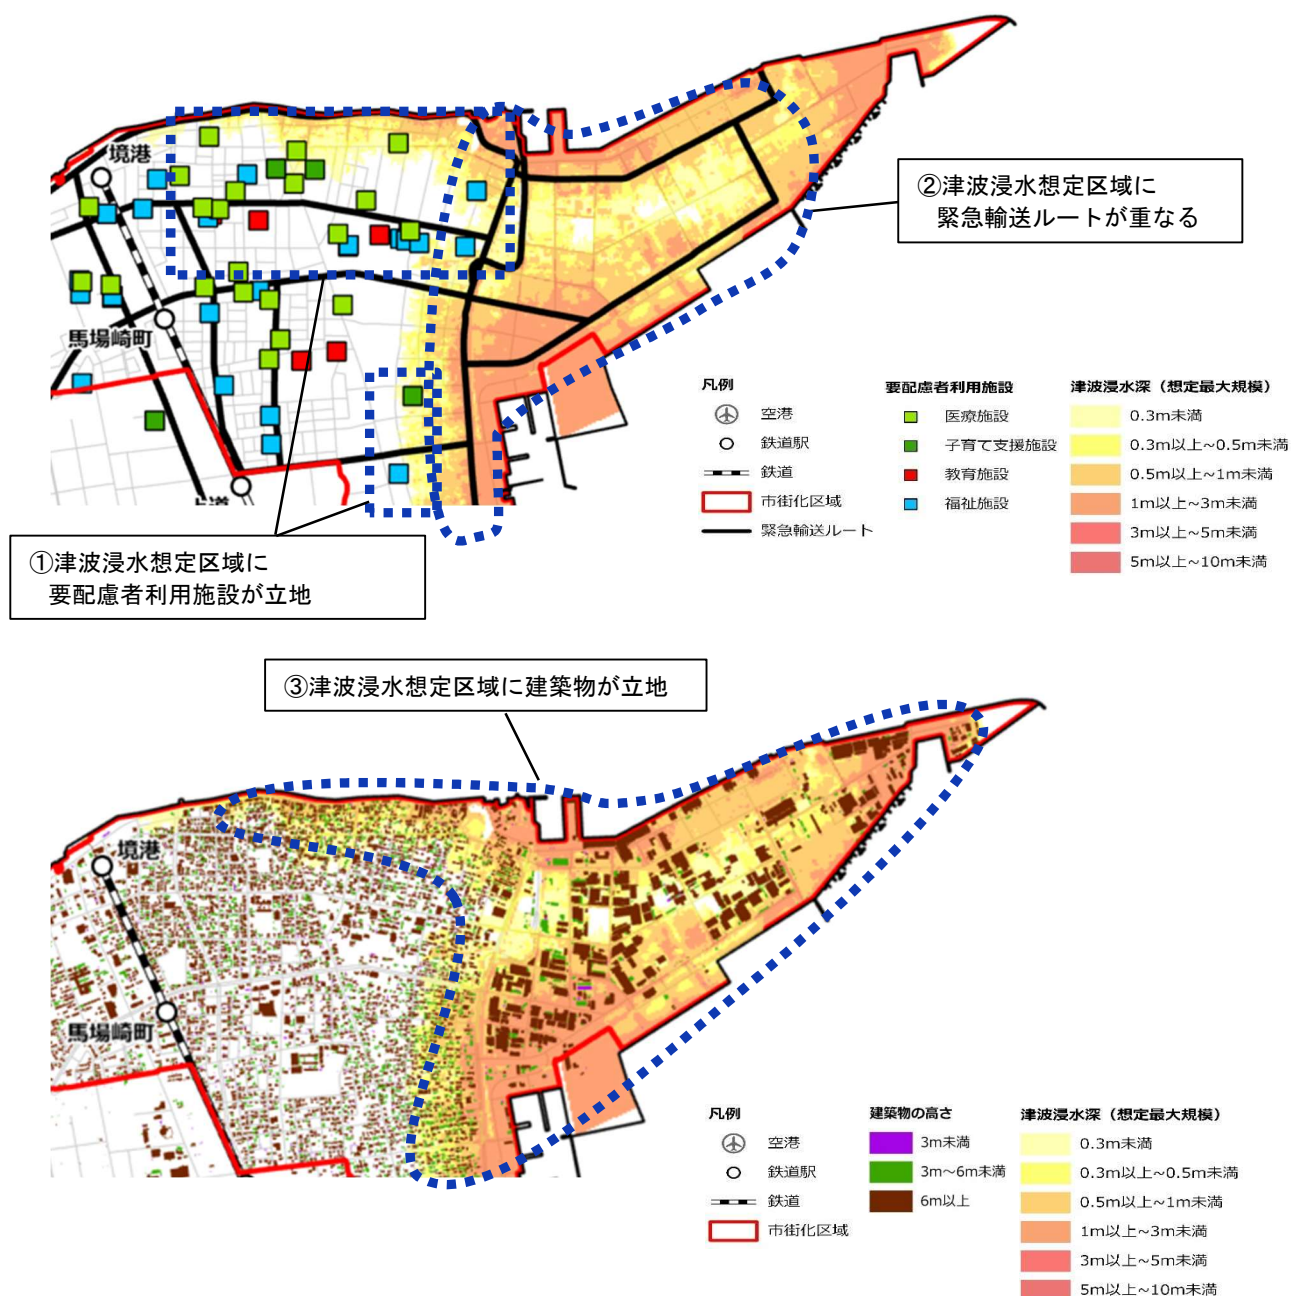 境港
馬場崎町
②津波浸水想定区域に
緊急輸送ルートが重なる
凡例
空港
鉄道駅
鉄道
市街化区域
緊急輸送ルート
要配慮者利用施設
医療施設
子育て支援施設
教育施設
福祉施設
津波浸水深（想定最大規模）
0.3m未満
0.3m以上~0.5m未満
0.5m以上~1m未満
1m以上~3m未満
3m以上~5m未満
5m以上~10m未満
①津波浸水想定区域に
要配慮者利用施設が立地
③津波浸水想定区域に建築物が立地
境港
馬場崎町
凡例
空港
鉄道駅
鉄道
市街化区域
建築物の高さ
3m未満
3m~6m未満
6m以上
津波浸水深（想定最大規模）
0.3m未満
0.3m以上~0.5m未満
0.5m以上~1m未満
1m以上~3m未満
3m以上~5m未満
5m以上~10m未満